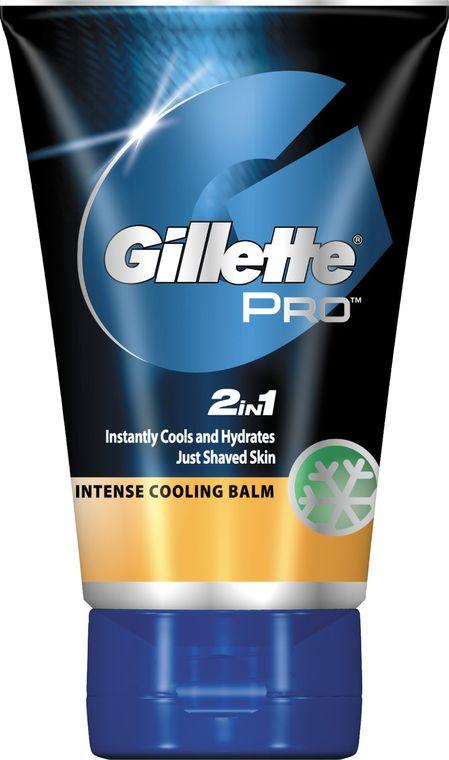 Gillette®
PRO™
2in1
Instantly Cools and Hydrates
Just Shaved Skin
INTENSE COOLING BALM